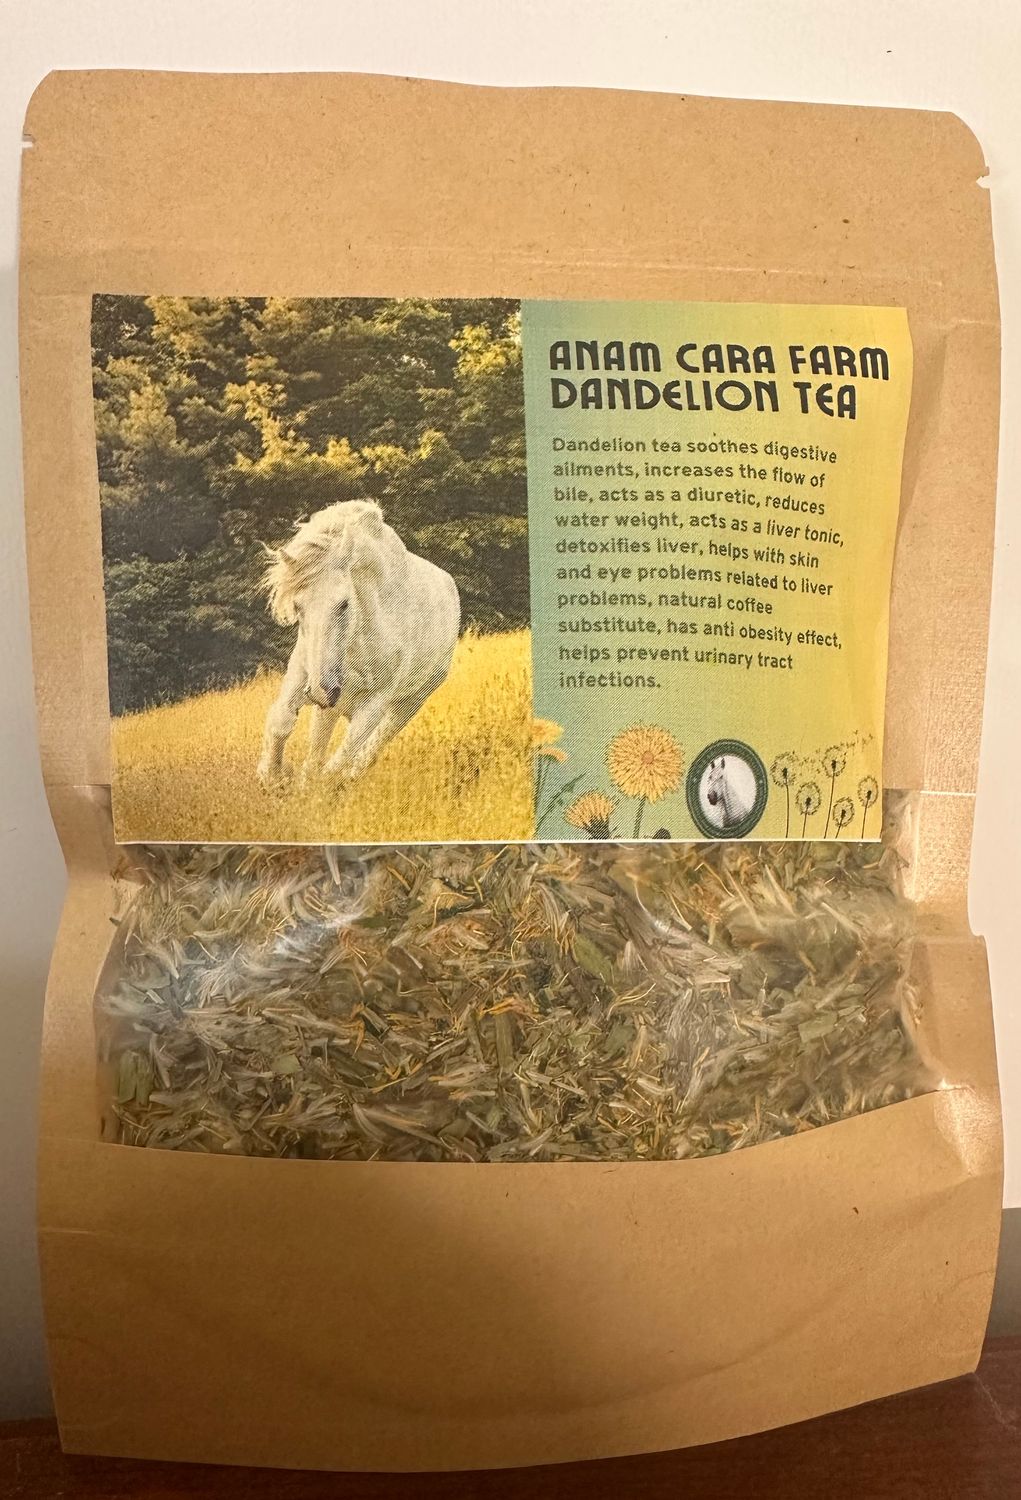 ANAM CARA FARM
DANDELION TEA
Dandelion tea soothes digestive
ailments, increases the flow of
bile, acts as a diuretic, reduces
water weight, acts as a liver tonic,
detoxifies liver, helps with skin
and eye problems related to liver
problems, natural coffee
substitute, has anti obesity effect,
helps prevent urinary tract
infections.